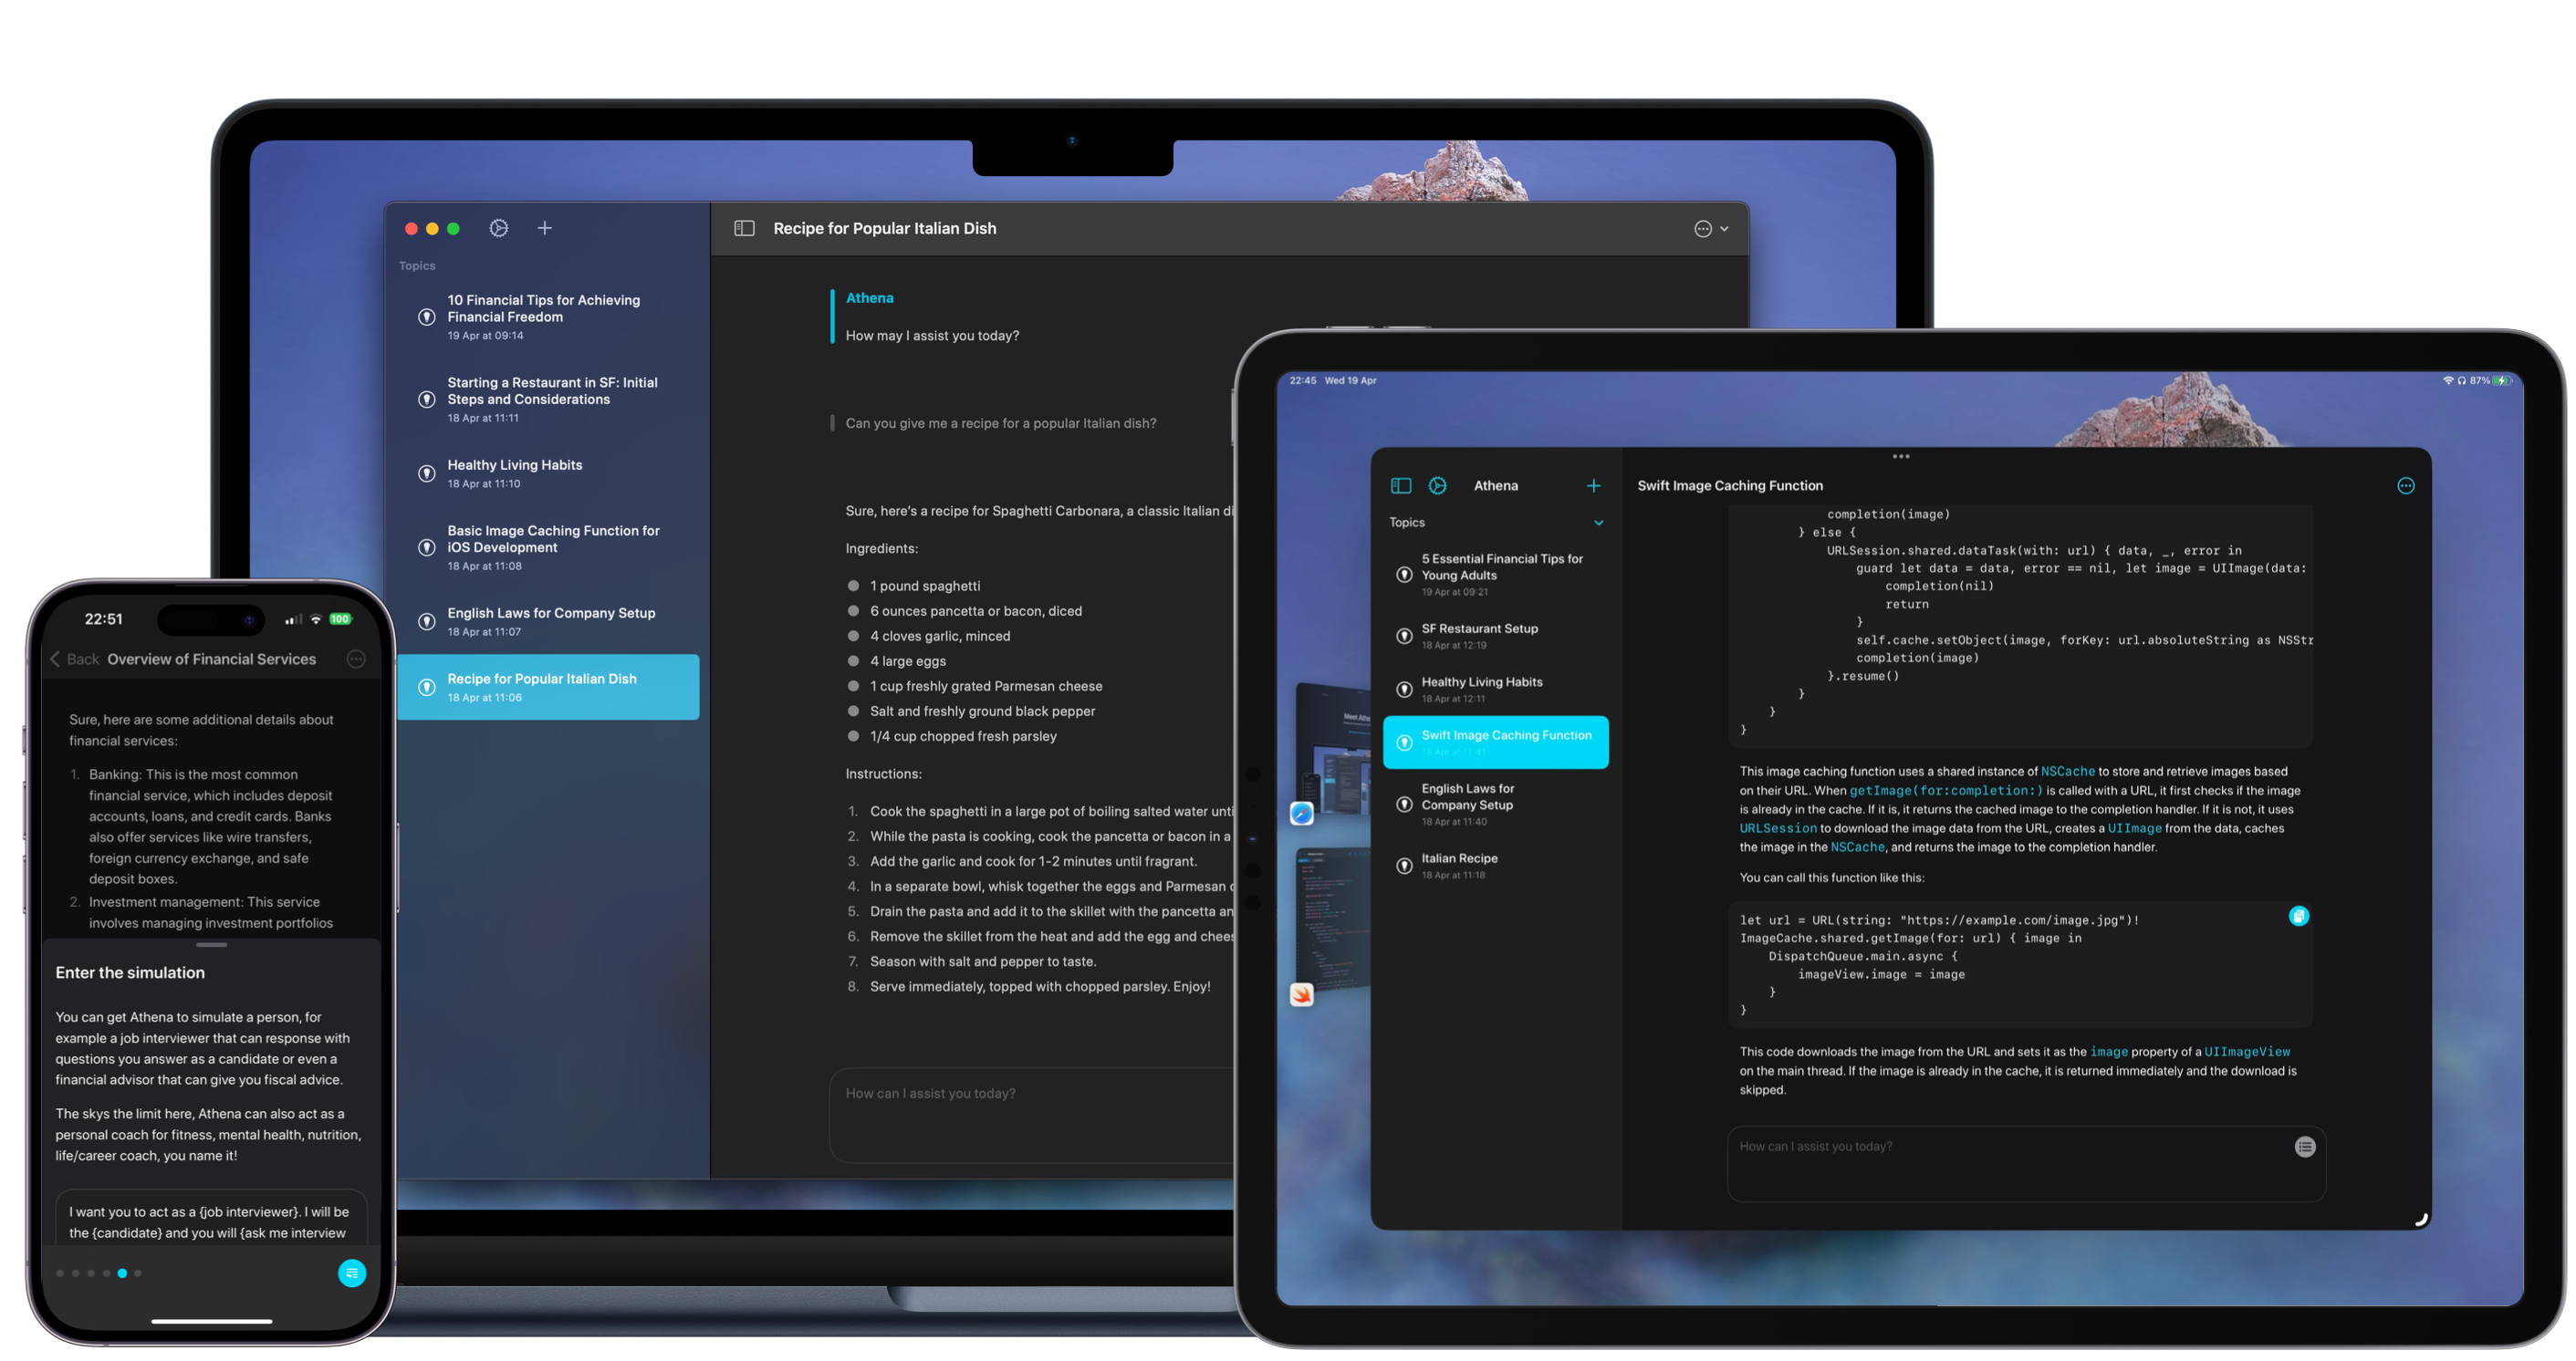 Recipe for Popular Italian Dish
Topics
10 Financial Tips for Achieving
Financial Freedom
19 Apr at 09:14
Starting a Restaurant in SF: Initial
Steps and Considerations
18 Apr at 11:11
Healthy Living Habits
18 Apr at 11:10
Basic Image Caching Function for
iOS Development
18 Apr at 11:08
English Laws for Company Setup
18 Apr at 11:07
Recipe for Popular Italian Dish
18 Apr at 11:06
Athena
How may I assist you today?
Can you give me a recipe for a popular Italian dish?
Sure, here's a recipe for Spaghetti Carbonara, a classic Italian di
Ingredients:
1 pound spaghetti
6 ounces pancetta or bacon, diced
4 cloves garlic, minced
4 large eggs
1 cup freshly grated Parmesan cheese
Salt and freshly ground black pepper
1/4 cup chopped fresh parsley
Instructions:
1. Cook the spaghetti in a large pot of boiling salted water unti
2. While the pasta is cooking, cook the pancetta or bacon in a
3. Add the garlic and cook for 1-2 minutes until fragrant.
4. In a separate bowl, whisk together the eggs and Parmesan c
5. Drain the pasta and add it to the skillet with the pancetta an
6. Remove the skillet from the heat and add the egg and chees
7. Season with salt and pepper to taste.
8. Serve immediately, topped with chopped parsley. Enjoy!
How can I assist you today?
22:51
100
Back Overview of Financial Services
Sure, here are some additional details about
financial services:
1. Banking: This is the most common
financial service, which includes deposit
accounts, loans, and credit cards. Banks
also offer services like wire transfers,
foreign currency exchange, and safe
deposit boxes.
2. Investment management: This service
involves managing investment portfolios
Enter the simulation
You can get Athena to simulate a person, for
example a job interviewer that can response with
questions you answer as a candidate or even a
financial advisor that can give you fiscal advice.
The skys the limit here, Athena can also act as a
personal coach for fitness, mental health, nutrition,
life/career coach, you name it!
I want you to act as a {job interviewer}. I will be
the {candidate} and you will {ask me interview
22:45 Wed 19 Apr
87%
Athena
Topics
5 Essential Financial Tips for
Young Adults
19 Apr at 09:21
SF Restaurant Setup
18 Apr at 12:19
Healthy Living Habits
18 Apr at 12:11
Swift Image Caching Function
18 Apr at 11:41
English Laws for
Company Setup
18 Apr at 11:40
Italian Recipe
18 Apr at 11:18
Meet Athe
Swift Image Caching Function
completion(image)
} else {
URLSession.shared.dataTask(with: url) { data, _, error in
guard let data = data, error == nil, let image = UIImage(data:
completion(nil)
return
}
self.cache.setObject(image, forKey: url.absoluteString as NSStr
completion(image)
}.resume()
}
}
}
This image caching function uses a shared instance of NSCache to store and retrieve images based
on their URL. When getImage(for:completion:) is called with a URL, it first checks if the image
is already in the cache. If it is, it returns the cached image to the completion handler. If it is not, it uses
URLSession to download the image data from the URL, creates a UIImage from the data, caches
the image in the NSCache, and returns the image to the completion handler.
You can call this function like this:
let url = URL(string: "https://example.com/image.jpg")!
ImageCache.shared.getImage(for: url) { image in
DispatchQueue.main.async {
imageView.image = image
}
}
This code downloads the image from the URL and sets it as the image property of a UIImageView
on the main thread. If the image is already in the cache, it is returned immediately and the download is
skipped.
How can I assist you today?